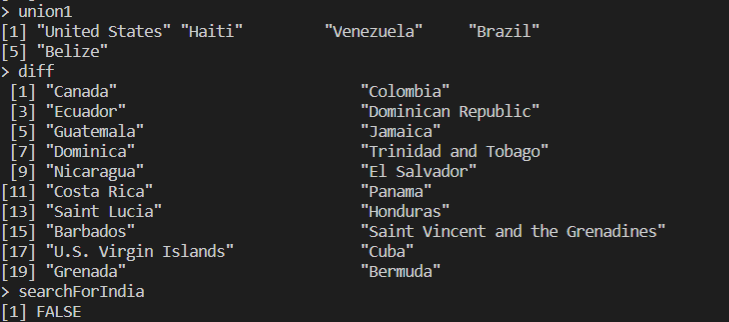 > union1
[1] "United States" "Haiti"         "Venezuela"     "Brazil"
[5] "Belize"
> diff
 [1] "Canada"                           "Colombia"
 [3] "Ecuador"                          "Dominican Republic"
 [5] "Guatemala"                        "Jamaica"
 [7] "Dominica"                         "Trinidad and Tobago"
 [9] "Nicaragua"                        "El Salvador"
[11] "Costa Rica"                       "Panama"
[13] "Saint Lucia"                      "Honduras"
[15] "Barbados"                         "Saint Vincent and the Grenadines"
[17] "U.S. Virgin Islands"              "Cuba"
[19] "Grenada"                          "Bermuda"
> searchForIndia
[1] FALSE